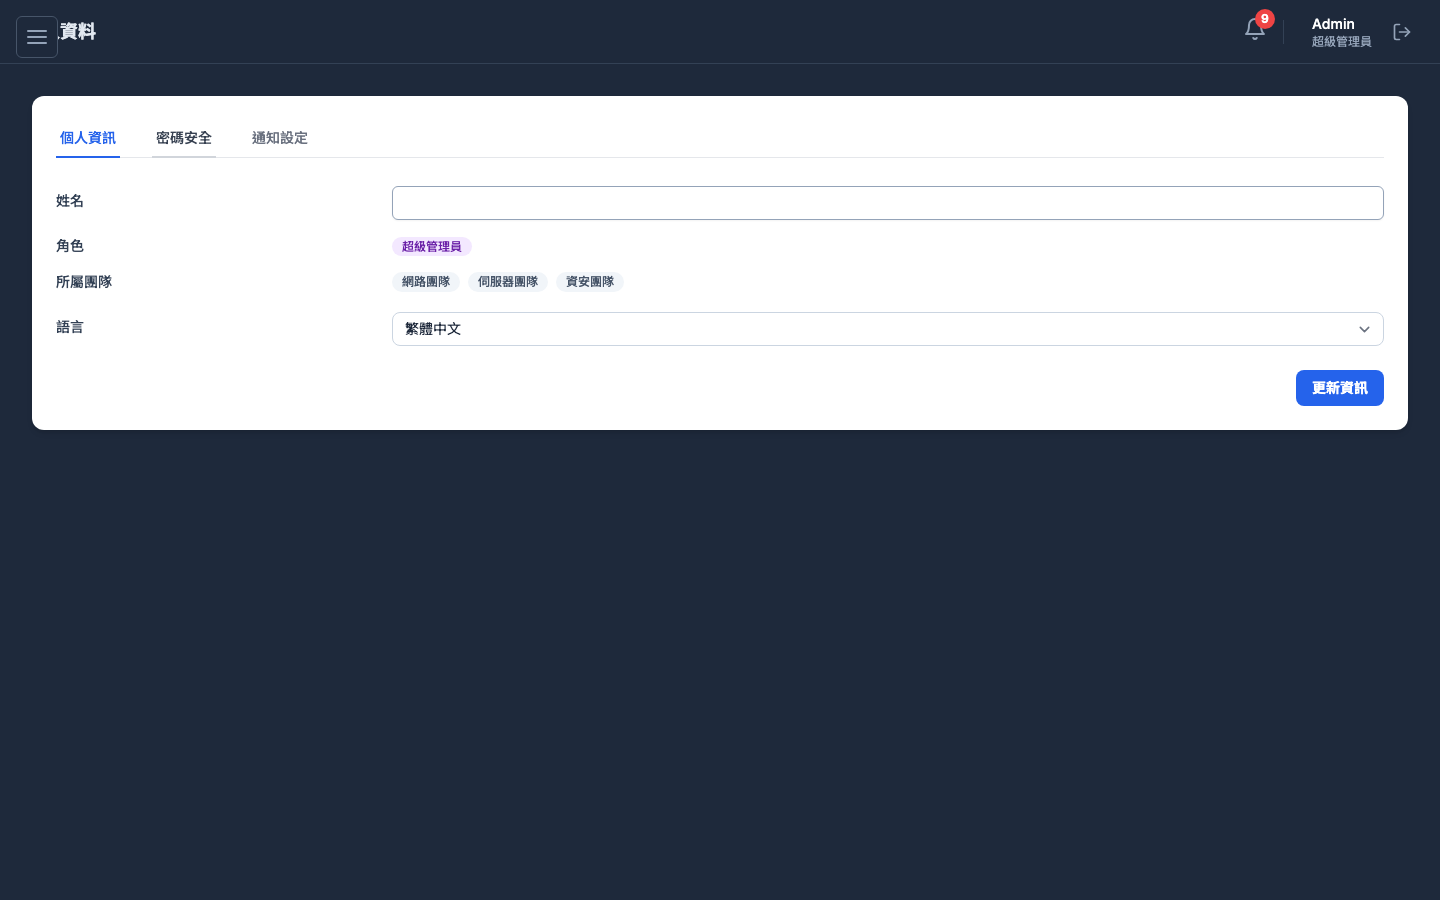 資料
9
Admin
超級管理員
個人資訊 密碼安全 通知設定
姓名
角色 超級管理員
所屬團隊 網路團隊 伺服器團隊 資安團隊
語言 繁體中文
更新資訊